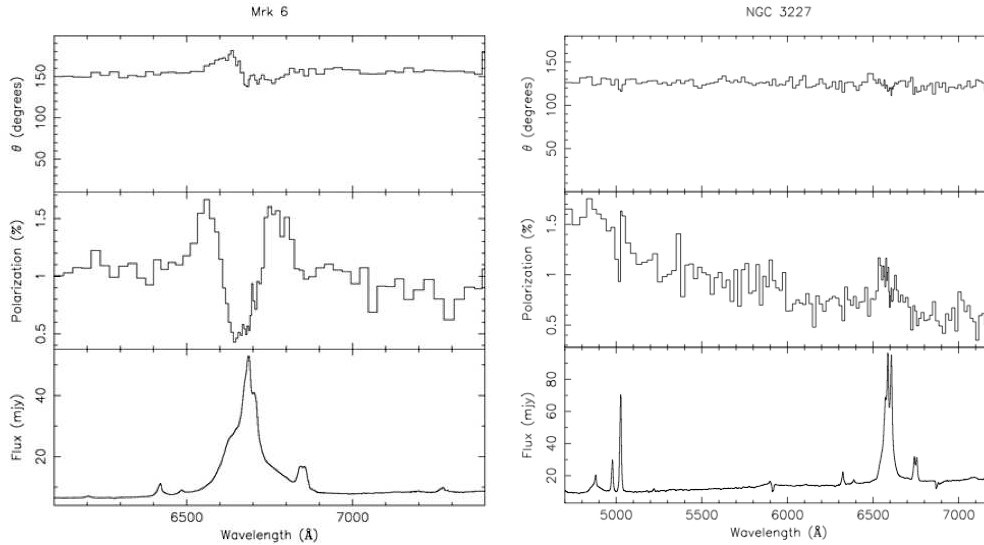 Mrk 6
NGC 3227
θ (degrees)
150
100
50
θ (degrees)
150
100
50
Polarization (%)
1.5
1
0.5
Polarization (%)
1.5
1
0.5
Flux (mjy)
40
20
Flux (mjy)
80
60
40
20
6500
7000
5000
5500
6000
6500
7000
Wavelength (Å)
Wavelength (Å)